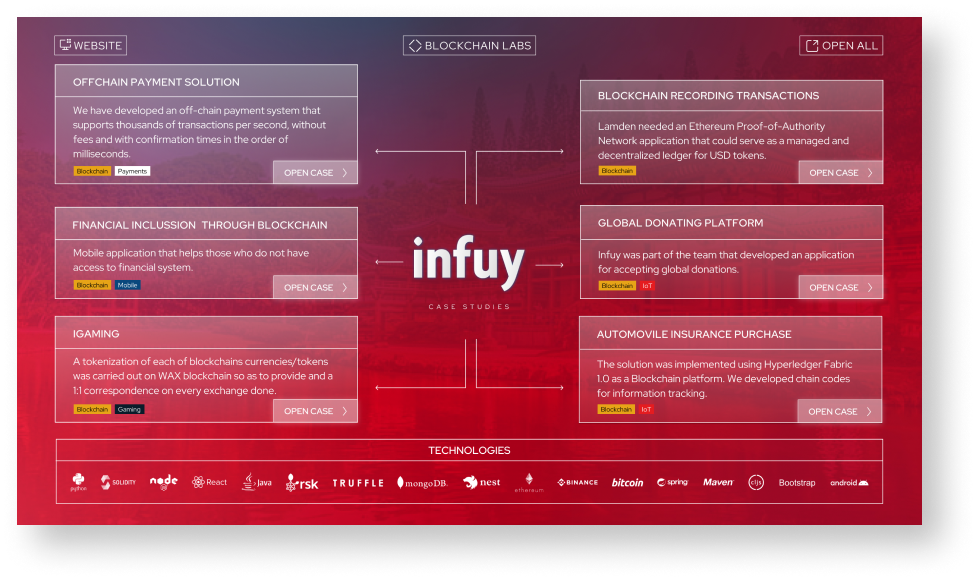 WEBSITE
BLOCKCHAIN LABS
OPEN ALL
OFFCHAIN PAYMENT SOLUTION
We have developed an off-chain payment system that
supports thousands of transactions per second, without
fees and with confirmation times in the order of
milliseconds.
Blockchain Payments
OPEN CASE
BLOCKCHAIN RECORDING TRANSACTIONS
Lamden needed an Ethereum Proof-of-Authority
Network application that could serve as a managed and
decentralized ledger for USD tokens.
Blockchain
OPEN CASE
FINANCIAL INCLUSSION THROUGH BLOCKCHAIN
Mobile application that helps those who do not have
access to financial system.
Blockchain Mobile
OPEN CASE
infuy
CASE STUDIES
GLOBAL DONATING PLATFORM
Infuy was part of the team that developed an application
for accepting global donations.
Blockchain IoT
OPEN CASE
IGAMING
A tokenization of each of blockchains currencies/tokens
was carried out on WAX blockchain so as to provide and a
1:1 correspondence on every exchange done.
Blockchain Gaming
OPEN CASE
AUTOMOVILE INSURANCE PURCHASE
The solution was implemented using Hyperledger Fabric
1.0 as a Blockchain platform. We developed chain codes
for information tracking.
Blockchain IoT
OPEN CASE
TECHNOLOGIES
python SOLIDITY node React Java rsk TRUFFLE mongoDB. nest ethereum BINANCE bitcoin spring Maven cljs Bootstrap android